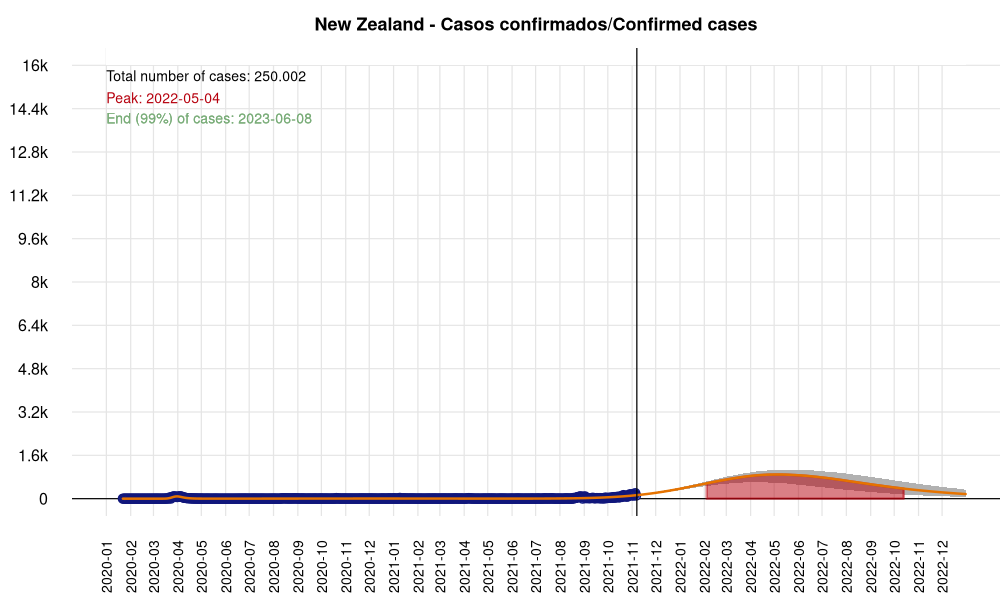 New Zealand - Casos confirmados/Confirmed cases
16k
Total number of cases: 250.002
Peak: 2022-05-04
14.4k
End (99%) of cases: 2023-06-08
12.8k
11.2k
9.6k
8k
6.4k
4.8k
3.2k
1.6k
0
2020-01
2020-02
2020-03
2020-04
2020-05
2020-06
2020-07
2020-08
2020-09
2020-10
2020-11
2020-12
2021-01
2021-02
2021-03
2021-04
2021-05
2021-06
2021-07
2021-08
2021-09
2021-10
2021-11
2021-12
2022-01
2022-02
2022-03
2022-04
2022-05
2022-06
2022-07
2022-08
2022-09
2022-10
2022-11
2022-12